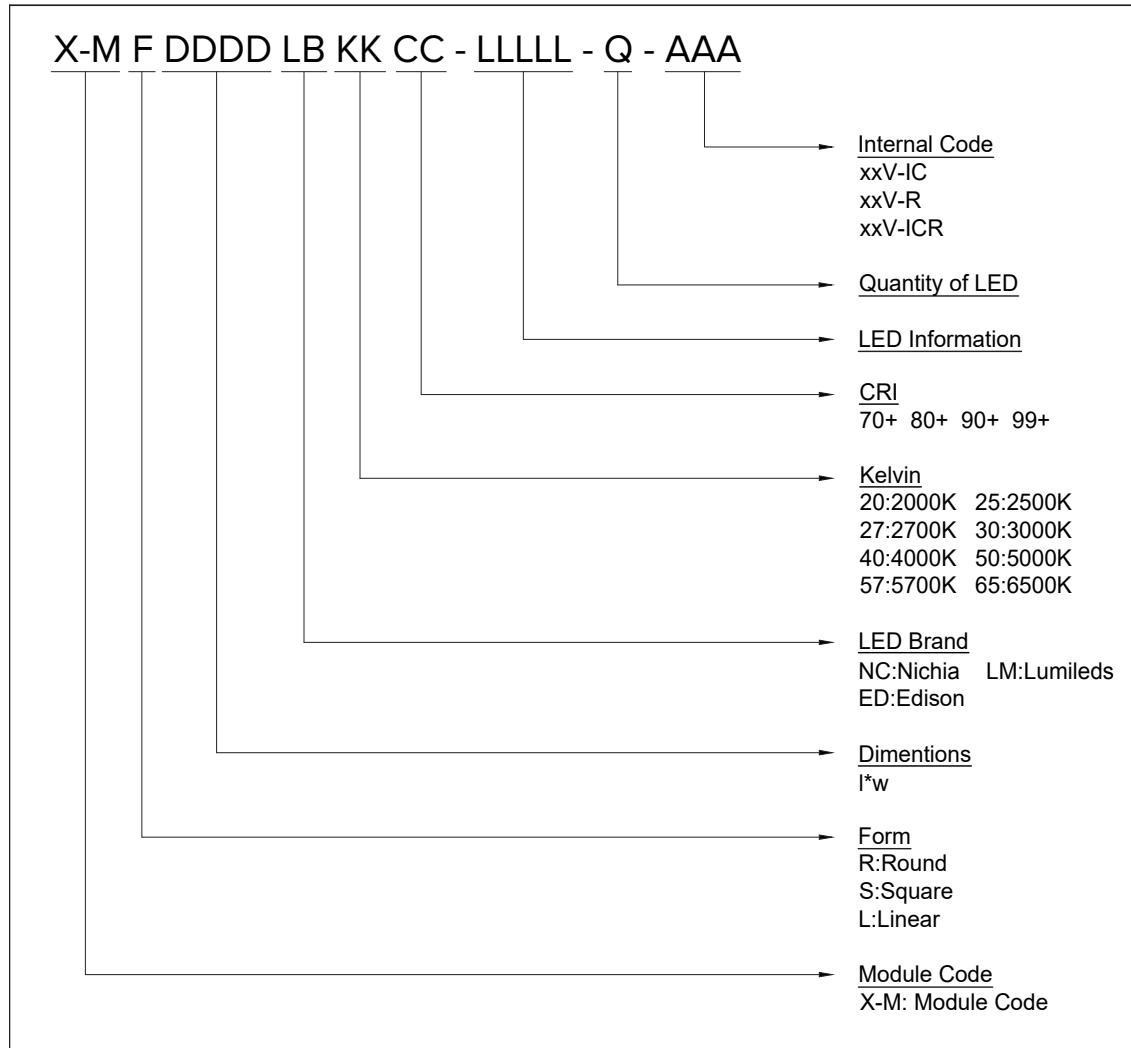 X-M F DDDD LB KK CC - LLLLL - Q - AAA
Internal Code
xxV-IC
xxV-R
xxV-ICR
Quantity of LED
LED Information
CRI
70+ 80+ 90+ 99+
Kelvin
20:2000K 25:2500K
27:2700K 30:3000K
40:4000K 50:5000K
57:5700K 65:6500K
LED Brand
NC:Nichia LM:Lumileds
ED:Edison
Dimentions
l*w
Form
R:Round
S:Square
L:Linear
Module Code
X-M: Module Code